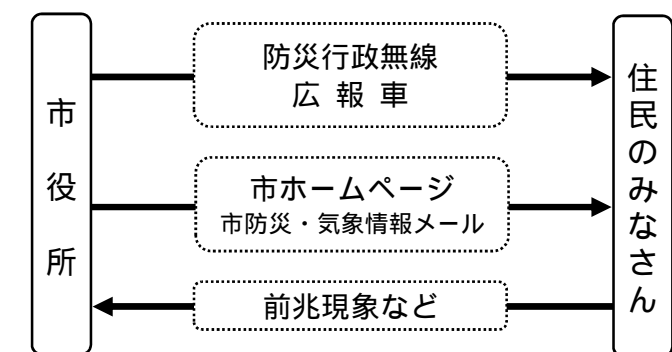 市役所
防災行政無線
広報車
市ホームページ
市防災・気象情報メール
前兆現象など
住民のみなさん